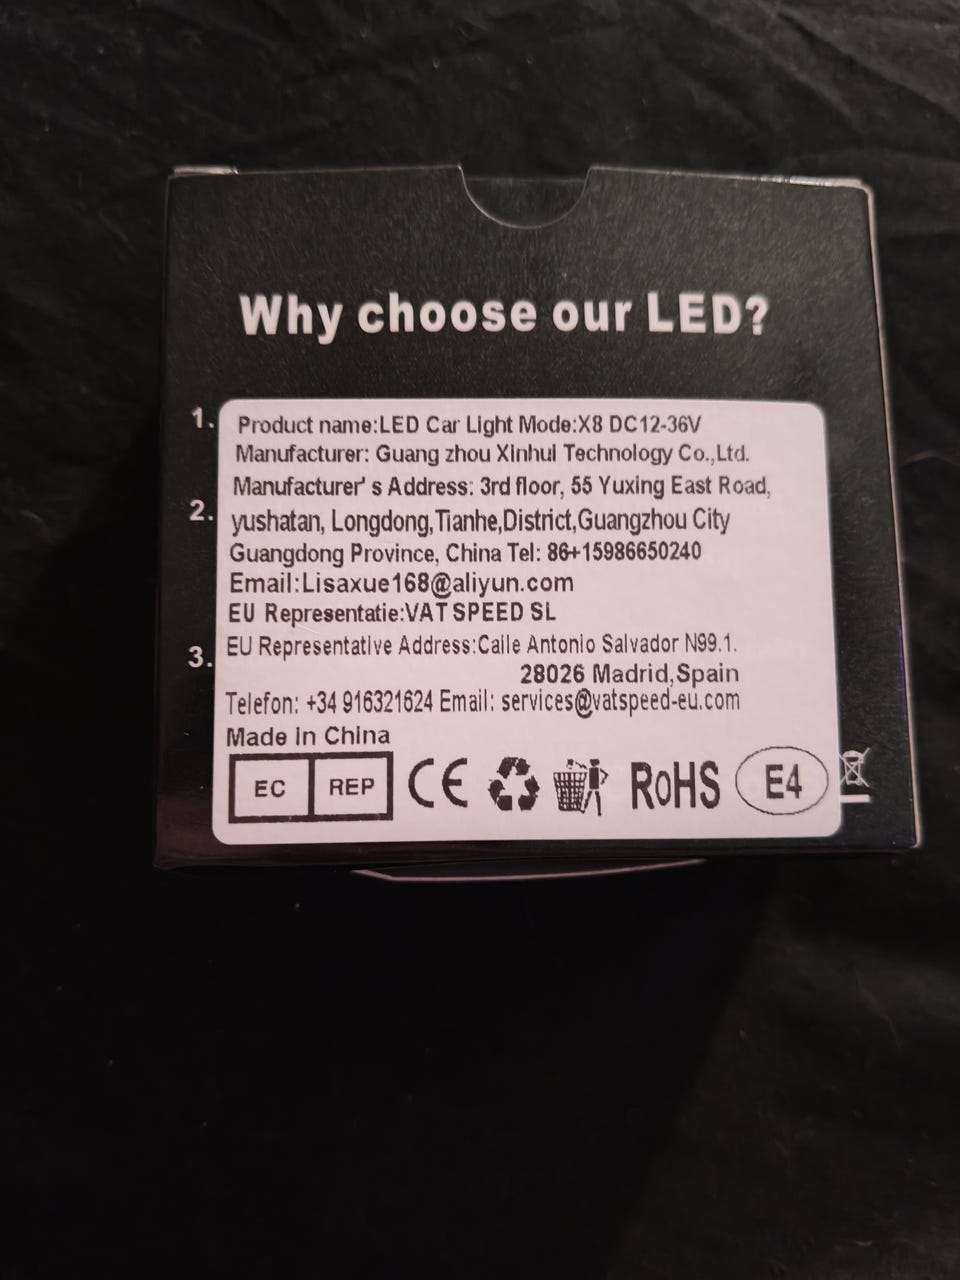 Why choose our LED?
1.
Product name:LED Car Light Mode:X8 DC12-36V
Manufacturer: Guang zhou Xinhui Technology Co.,Ltd.
Manufacturer's Address: 3rd floor, 55 Yuxing East Road,
2.
yushatan, Longdong,Tianhe,District,Guangzhou City
Guangdong Province, China Tel: 86+15986650240
Email:Lisaxue168@aliyun.com
EU Representatie:VAT SPEED SL
3.
EU Representative Address:Caile Antonio Salvador N99.1.
28026 Madrid,Spain
Telefon: +34 916321624 Email: services@vatspeed-eu.com
Made in China
EC REP CE RoHS E4